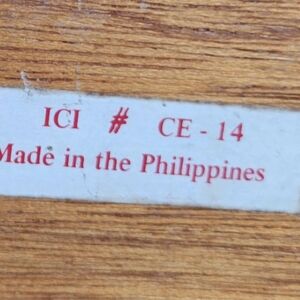 ICI # CE - 14
Made in the Philippines